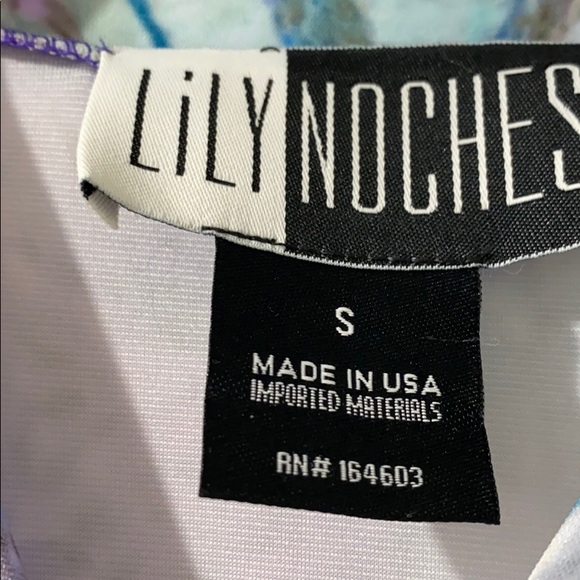 LiLY NOCHES
S
MADE IN USA
IMPORTED MATERIALS
RN# 164603